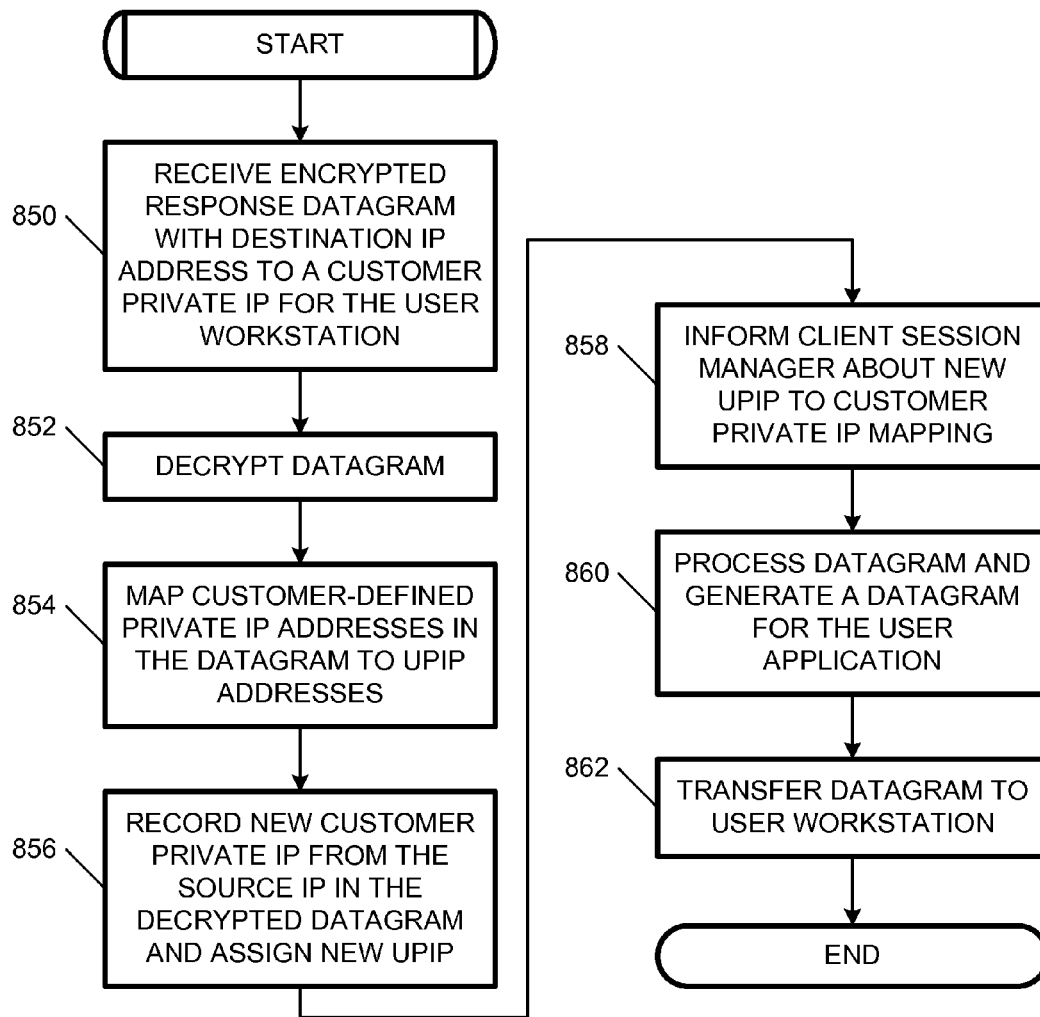 START
850
RECEIVE ENCRYPTED
RESPONSE DATAGRAM
WITH DESTINATION IP
ADDRESS TO A CUSTOMER
PRIVATE IP FOR THE USER
WORKSTATION
852
DECRYPT DATAGRAM
854
MAP CUSTOMER-DEFINED
PRIVATE IP ADDRESSES IN
THE DATAGRAM TO UPIP
ADDRESSES
856
RECORD NEW CUSTOMER
PRIVATE IP FROM THE
SOURCE IP IN THE
DECRYPTED DATAGRAM
AND ASSIGN NEW UPIP
858
INFORM CLIENT SESSION
MANAGER ABOUT NEW
UPIP TO CUSTOMER
PRIVATE IP MAPPING
860
PROCESS DATAGRAM AND
GENERATE A DATAGRAM
FOR THE USER
APPLICATION
862
TRANSFER DATAGRAM TO
USER WORKSTATION
END